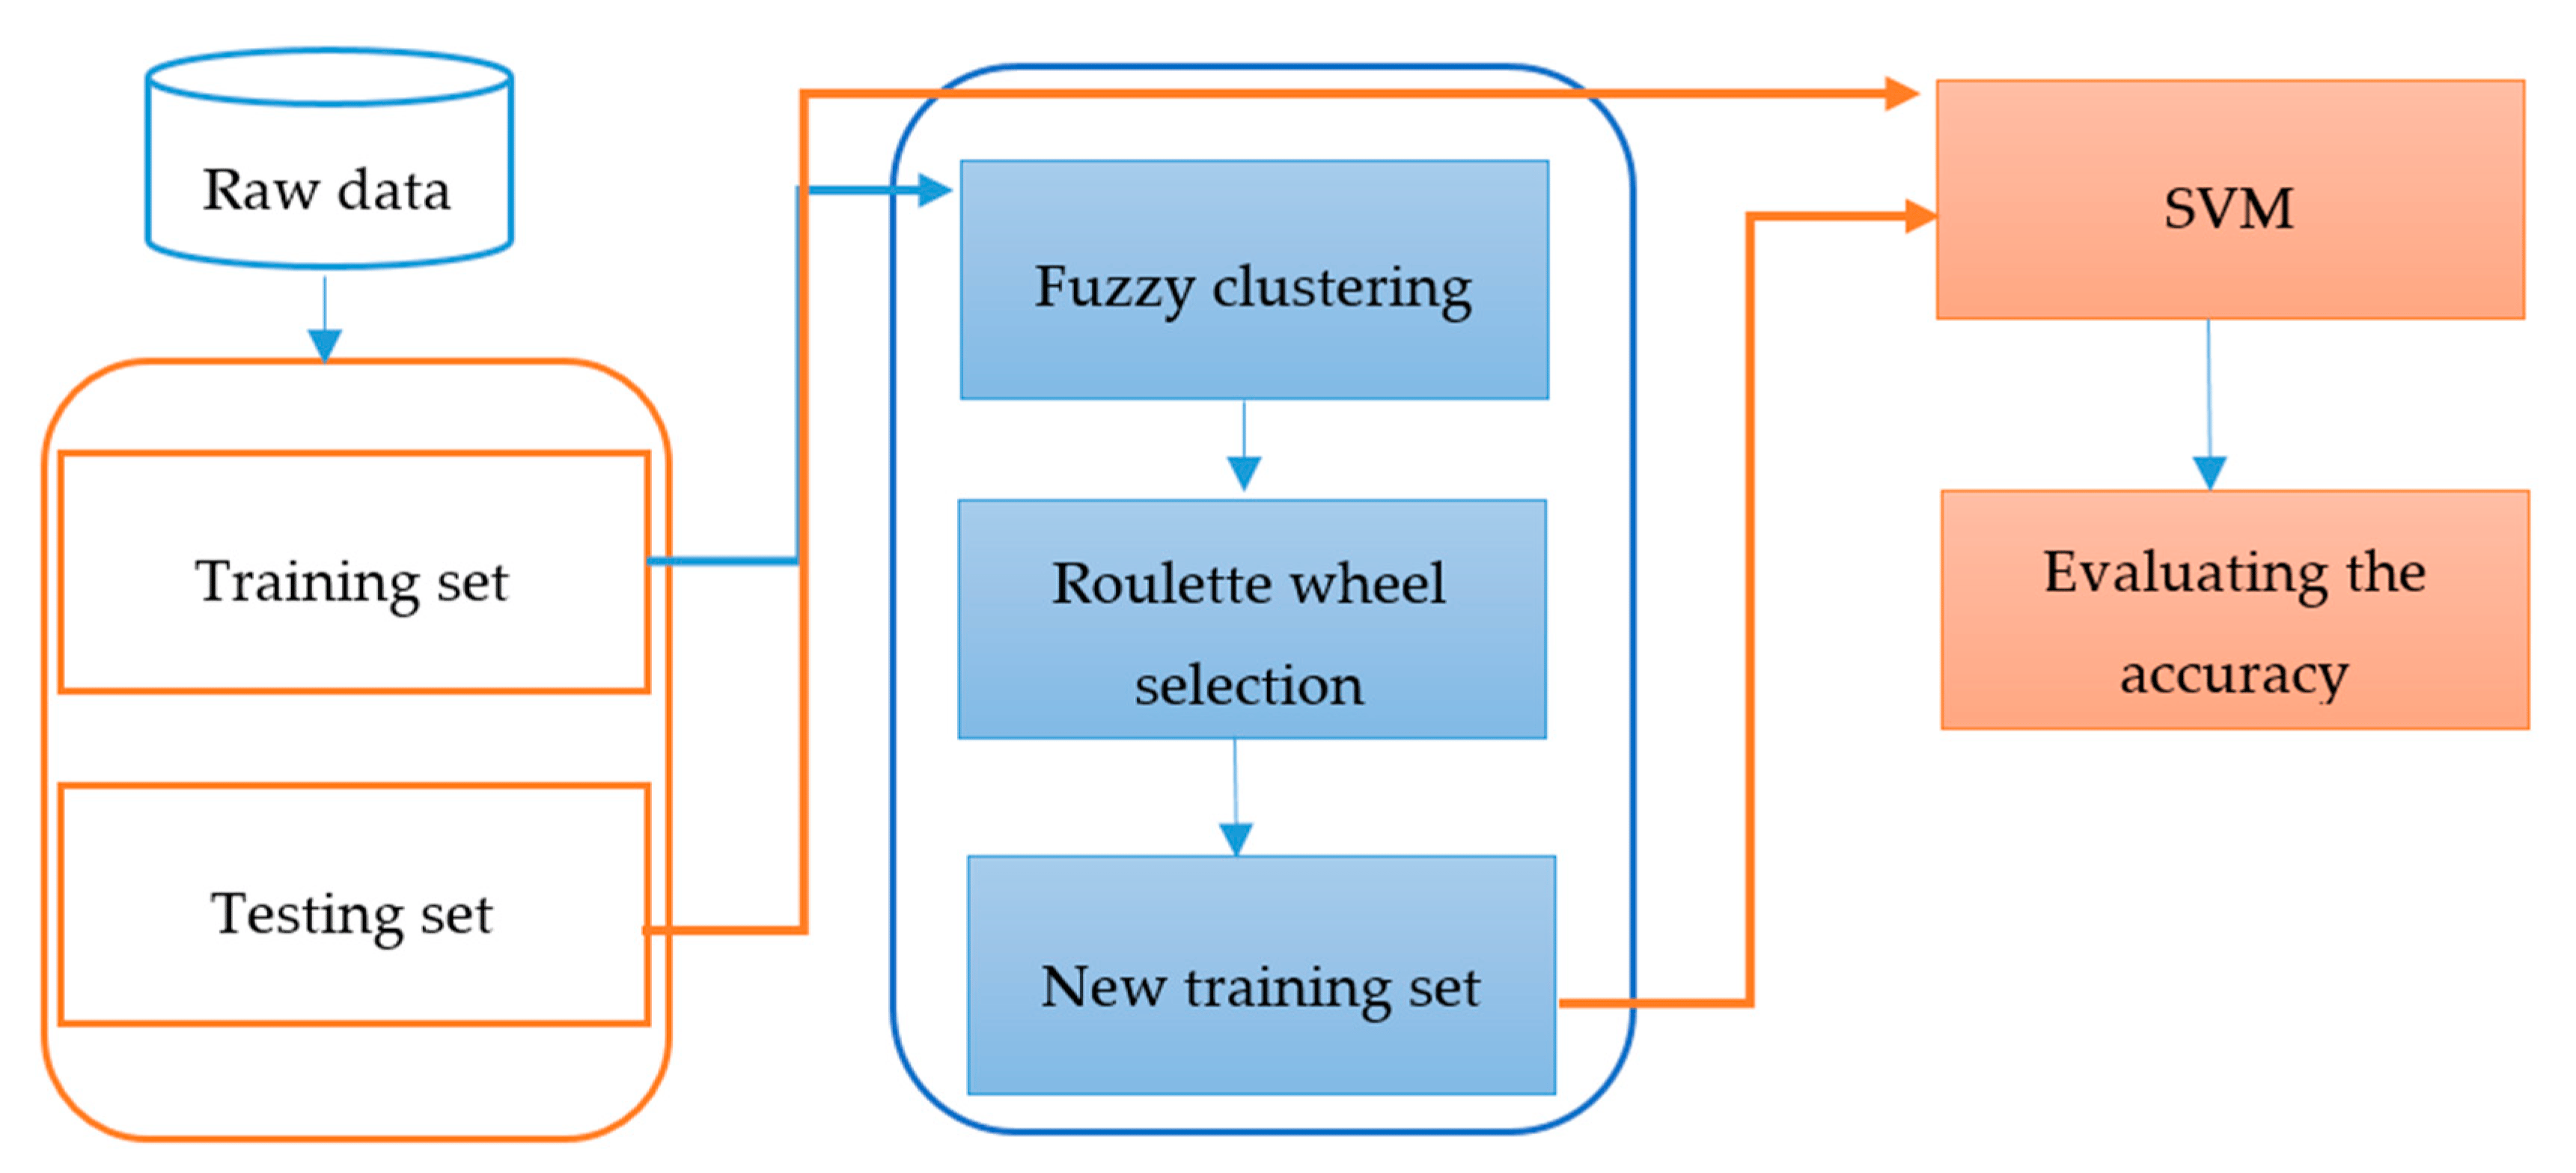 Raw data
Training set
Testing set
Fuzzy clustering
Roulette wheel
selection
New training set
SVM
Evaluating the
accuracy